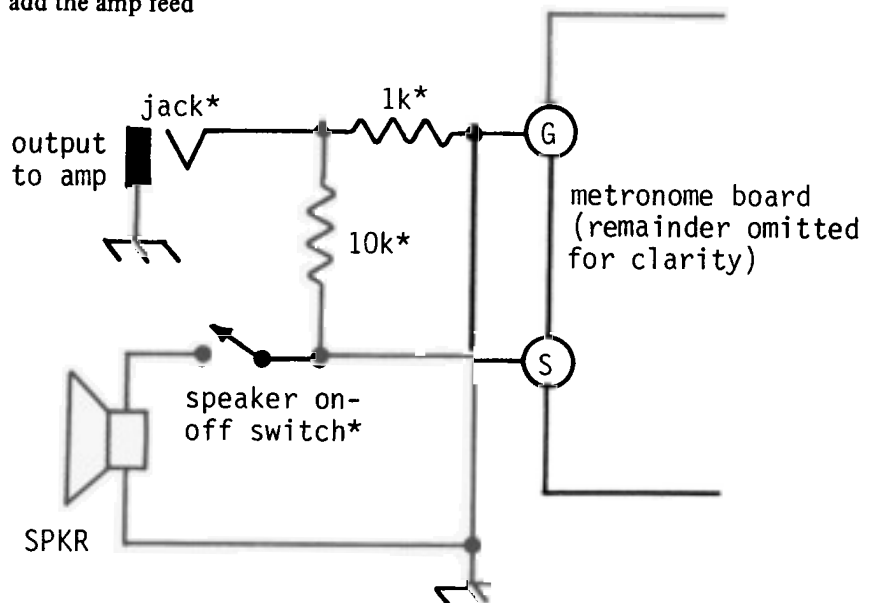 add the amp feed
jack*
1k*
output
to amp
G
metronome board
(remainder omitted
for clarity)
10k*
S
speaker on-
off switch*
SPKR